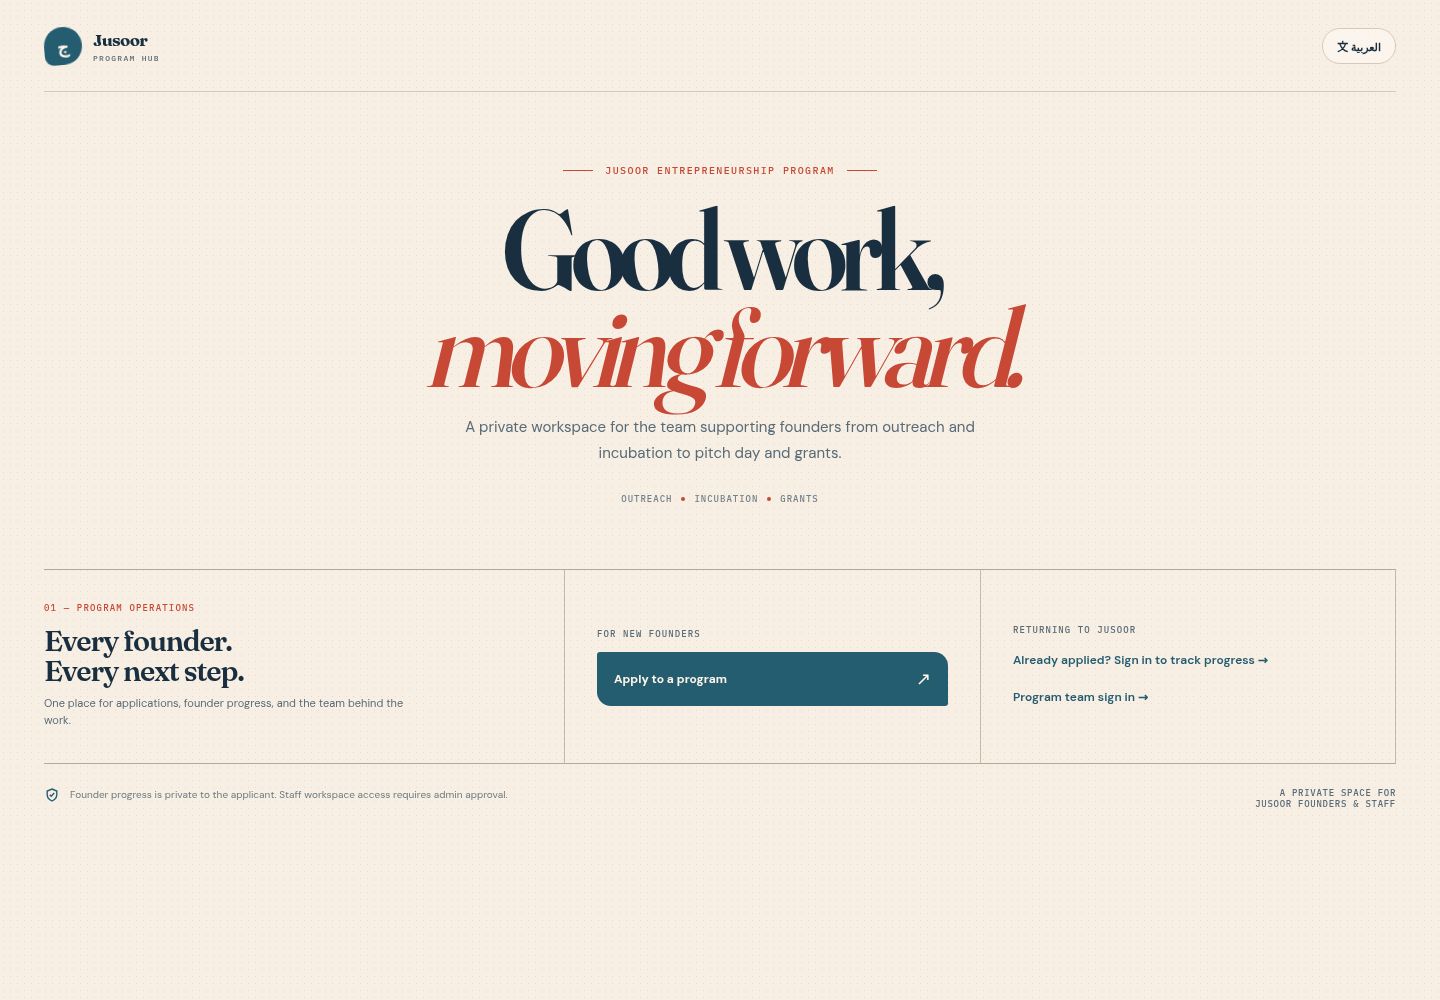 ج
Jusoor
PROGRAM HUB
文 العربية
JUSOOR ENTREPRENEURSHIP PROGRAM
Good work,
moving forward.
A private workspace for the team supporting founders from outreach and
incubation to pitch day and grants.
OUTREACH • INCUBATION • GRANTS
01 — PROGRAM OPERATIONS
Every founder.
Every next step.
One place for applications, founder progress, and the team behind the
work.
FOR NEW FOUNDERS
Apply to a program ↗
RETURNING TO JUSOOR
Already applied? Sign in to track progress →
Program team sign in →
Founder progress is private to the applicant. Staff workspace access requires admin approval.
A PRIVATE SPACE FOR
JUSOOR FOUNDERS & STAFF